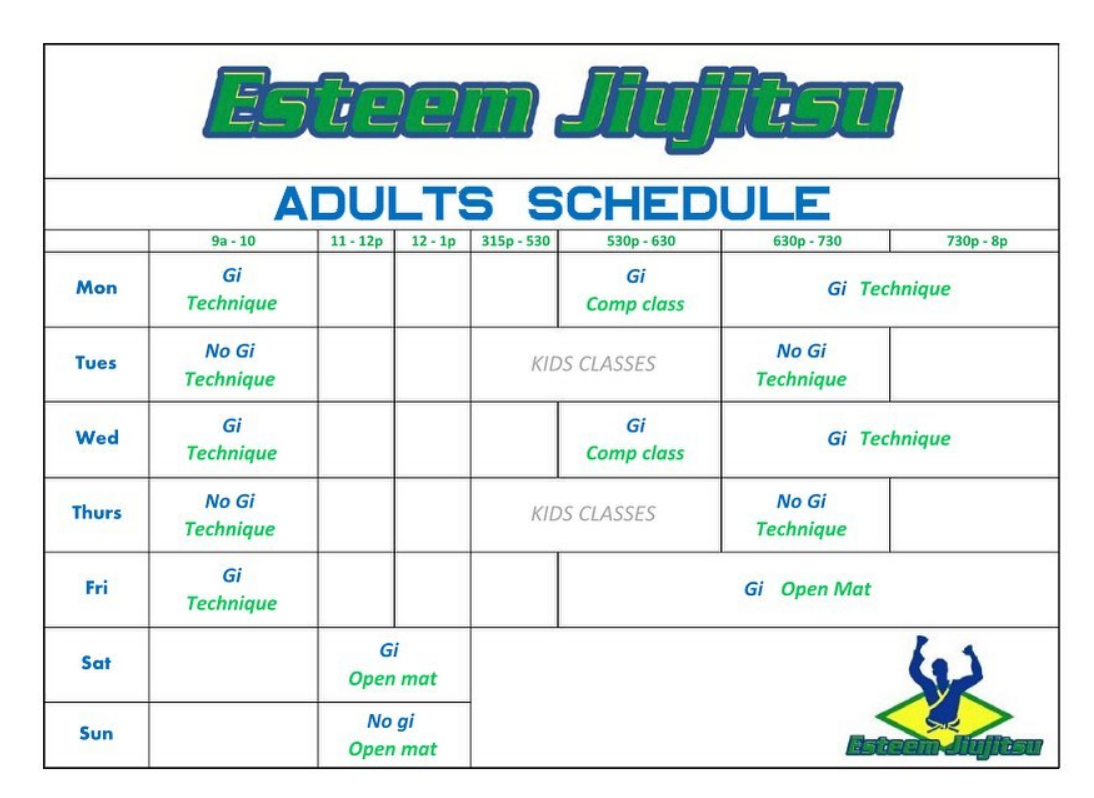 Esteem Jiujitsu
ADULTS SCHEDULE
9a - 10 11 - 12p 12 - 1p 315p - 530 530p - 630 630p - 730 730p - 8p
Mon
Gi
Technique
Gi
Comp class
Gi Technique
Tues
No Gi
Technique
KIDS CLASSES
No Gi
Technique
Wed
Gi
Technique
Gi
Comp class
Gi Technique
Thurs
No Gi
Technique
KIDS CLASSES
No Gi
Technique
Fri
Gi
Technique
Gi Open Mat
Sat
Gi
Open mat
Sun
No gi
Open mat
Esteem Jiujitsu